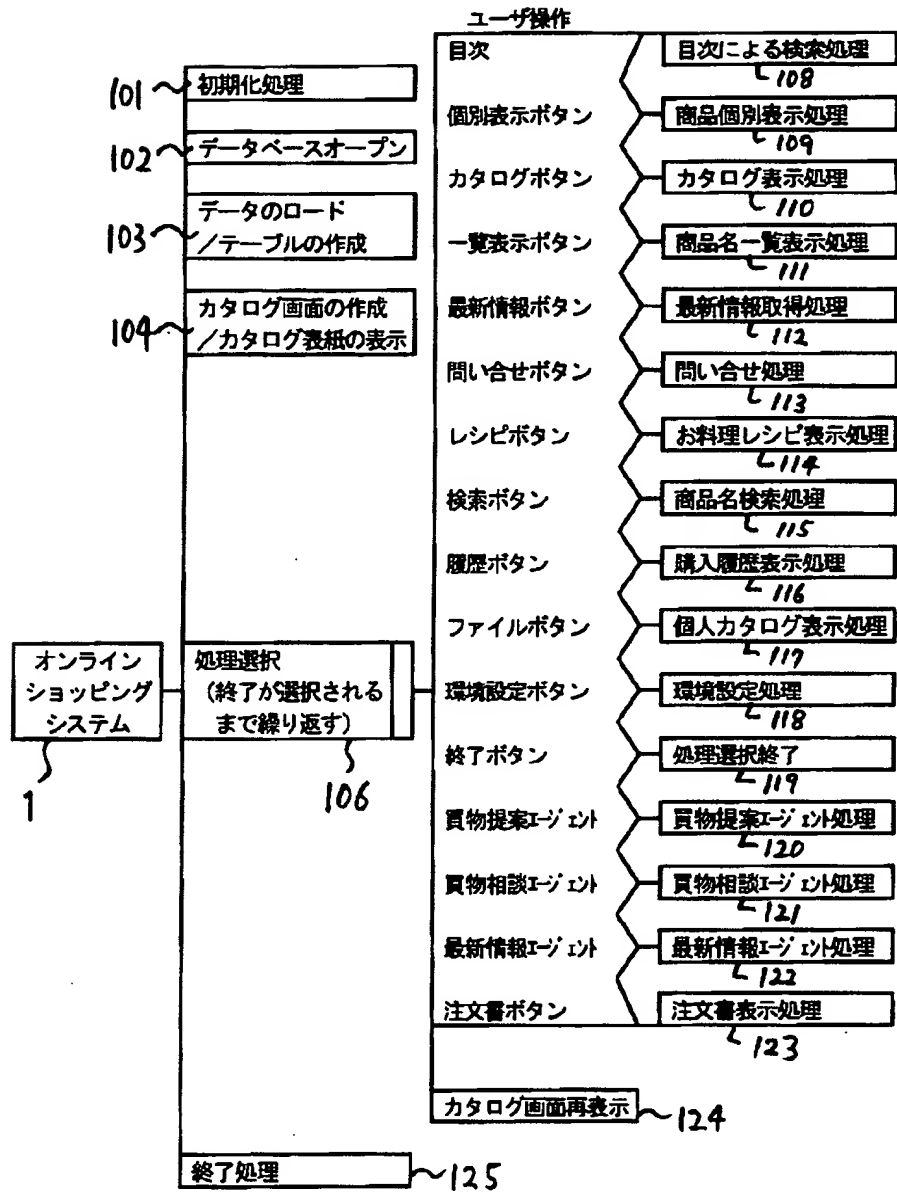 ユーザ操作
目次
目次による検索処理
108
101
初期化処理
個別表示ボタン
商品個別表示処理
109
102
データベースオープン
カタログボタン
カタログ表示処理
110
103
データのロード
/テーブルの作成
一覧表示ボタン
商品名一覧表示処理
111
104
カタログ画面の作成
/カタログ表紙の表示
最新情報ボタン
最新情報取得処理
112
問い合せボタン
問い合せ処理
113
レシピボタン
お料理レシピ表示処理
114
検索ボタン
商品名検索処理
115
履歴ボタン
購入履歴表示処理
116
ファイルボタン
個人カタログ表示処理
117
オンライン
ショッピング
システム
1
処理選択
(終了が選択される
まで繰り返す)
106
環境設定ボタン
環境設定処理
118
終了ボタン
処理選択終了
119
買物提案エージェント
買物提案エージェント処理
120
買物相談エージェント
買物相談エージェント処理
121
最新情報エージェント
最新情報エージェント処理
122
注文書ボタン
注文書表示処理
123
カタログ画面再表示
124
終了処理
125